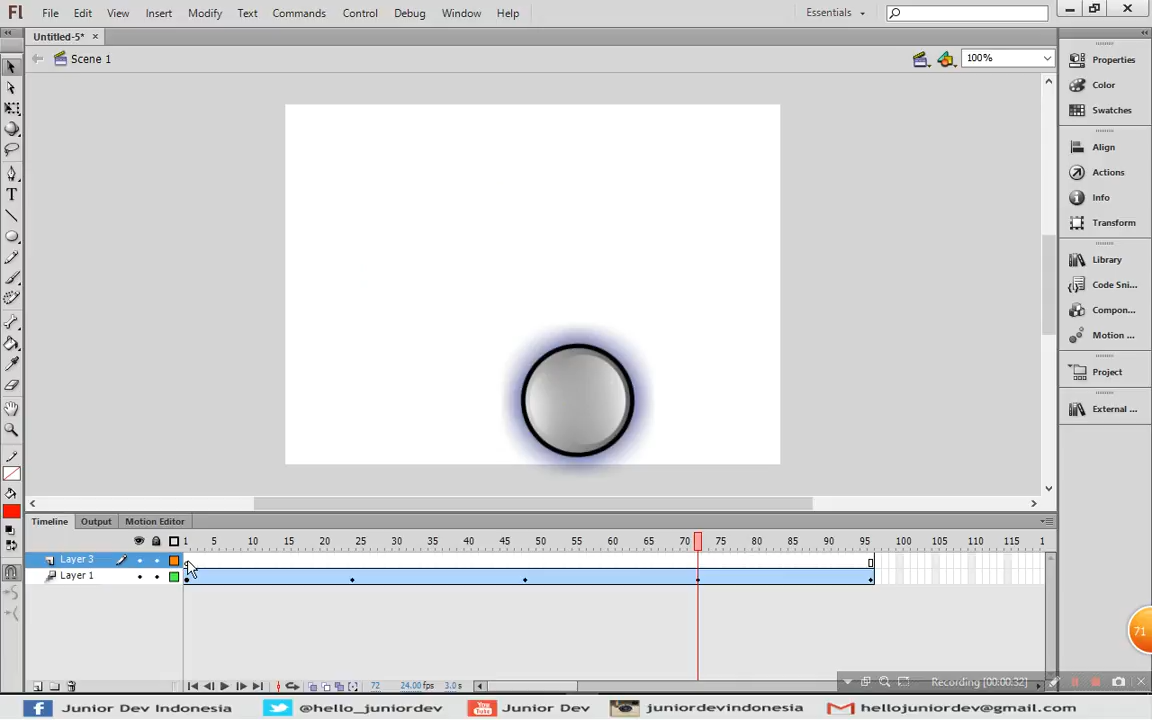 Fl File Edit View Insert Modify Text Commands Control Debug Window Help Essentials
Untitled-5*
Scene 1 100%
Properties
Color
Swatches
Align
Actions
Info
Transform
Library
Code Sni...
Compon...
Motion ...
Project
External ...
T
Timeline Output Motion Editor
1 5 10 15 20 25 30 35 40 45 50 55 60 65 70 75 80 85 90 95 100 105 110 115 1
Layer 3
Layer 1
71
72 24.00 fps 3.0 s
Recording [00:00:32]
Junior Dev Indonesia @hello_juniordev You Tube Junior Dev juniordevindonesia hellojuniordev@gmail.com